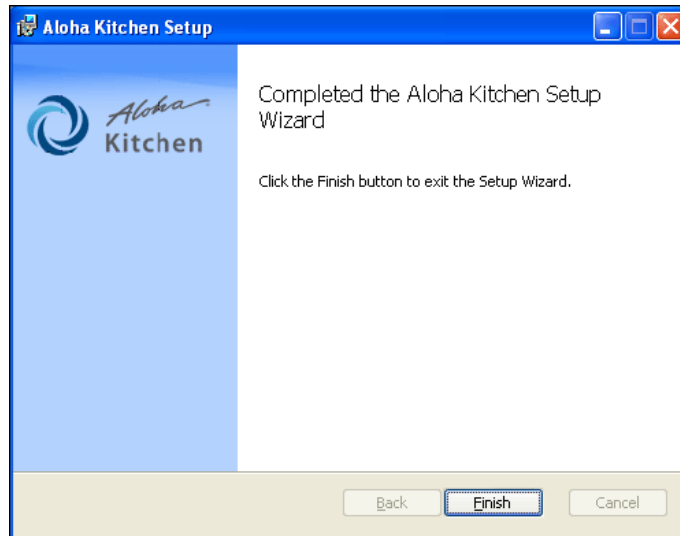 Aloha Kitchen Setup
Aloha
Kitchen
Completed the Aloha Kitchen Setup
Wizard
Click the Finish button to exit the Setup Wizard.
Back Finish Cancel